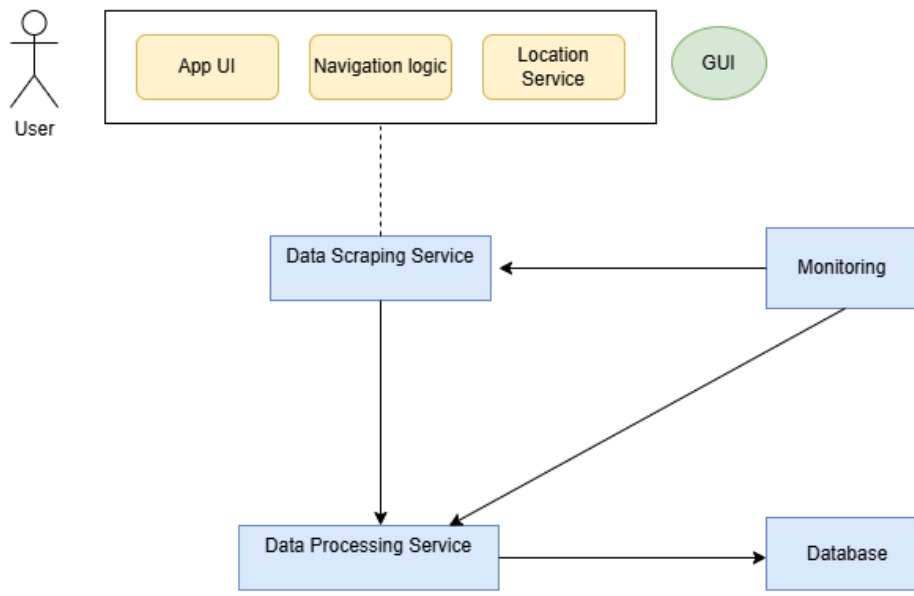 App UI
Navigation logic
Location
Service
GUI
User
Data Scraping Service
Monitoring
Data Processing Service
Database